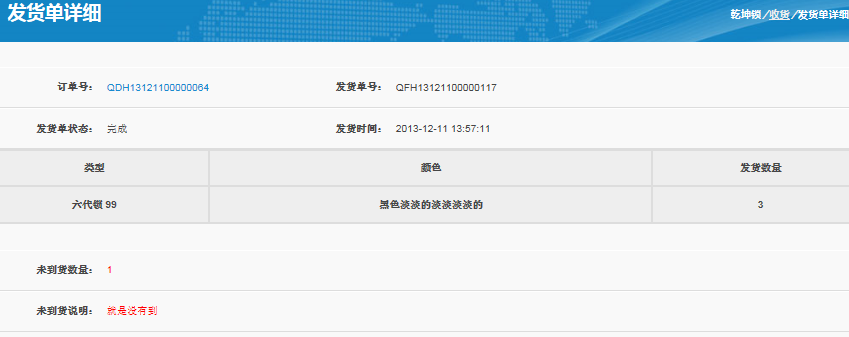 发货单详细
乾坤锁/收货/发货单详细
订单号: QDH13121100000064 发货单号: QFH13121100000117
发货单状态: 完成 发货时间: 2013-12-11 13:57:11
类型 颜色 发货数量
六代锁 99 黑色淡淡的淡淡淡淡的 3
未到货数量: 1
未到货说明: 就是没有到